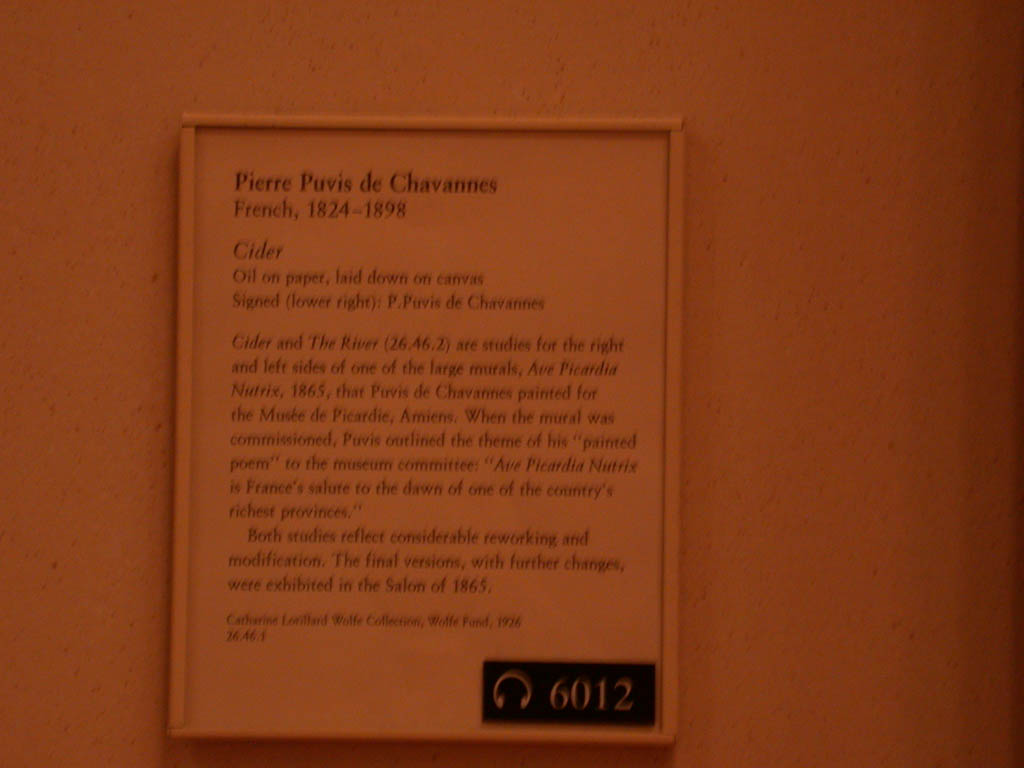 Pierre Puvis de Chavannes
French, 1824–1898
Cider
Oil on paper, laid down on canvas
Signed (lower right): P.Puvis de Chavannes
Cider and The River (26.46.2) are studies for the right
and left sides of one of the large murals, Ave Picardia
Nutrix, 1865, that Puvis de Chavannes painted for
the Musée de Picardie, Amiens. When the mural was
commissioned, Puvis outlined the theme of his "painted
poem" to the museum committee: "Ave Picardia Nutrix
is France's salute to the dawn of one of the country's
richest provinces."
Both studies reflect considerable reworking and
modification. The final versions, with further changes,
were exhibited in the Salon of 1865.
Catharine Lorillard Wolfe Collection, Wolfe Fund, 1926
26.46.1
6012